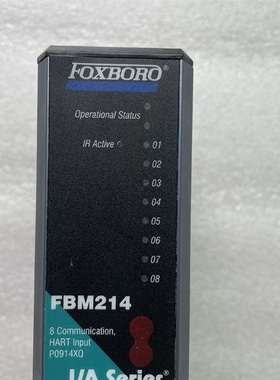 FOXBORO
Operational Status
IR Active
01
02
03
04
05
06
07
08
FBM214
8 Communication,
HART Input
P0914XQ
I/A Series®